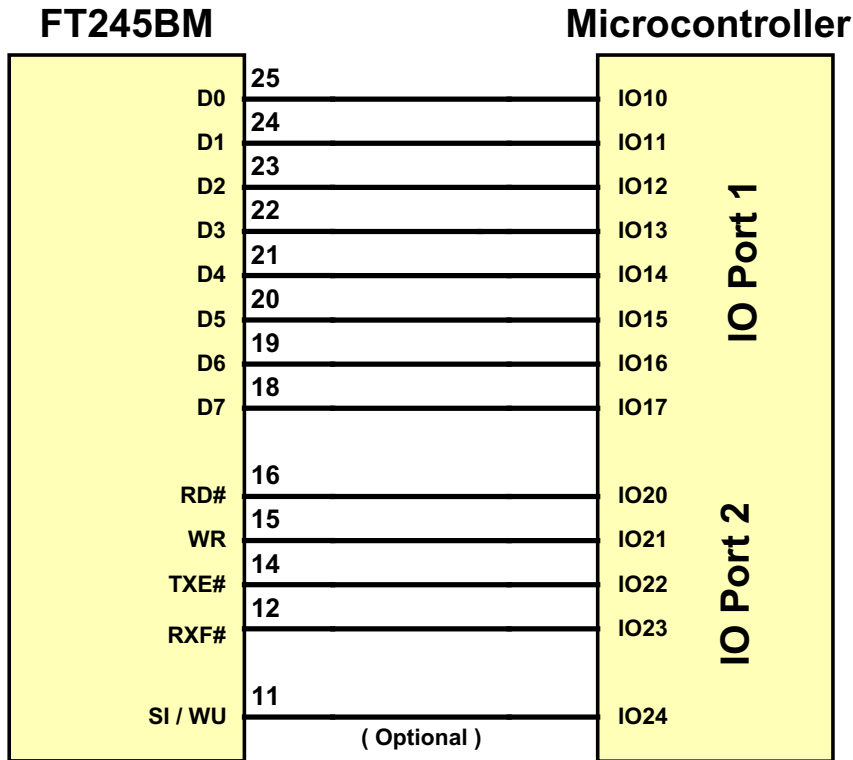 FT245BM Microcontroller
D0 25 IO10
D1 24 IO11
D2 23 IO12
D3 22 IO13
D4 21 IO14
D5 20 IO15
D6 19 IO16
D7 18 IO17
IO Port 1
RD# 16 IO20
WR 15 IO21
TXE# 14 IO22
RXF# 12 IO23
SI / WU 11 IO24
( Optional )
IO Port 2